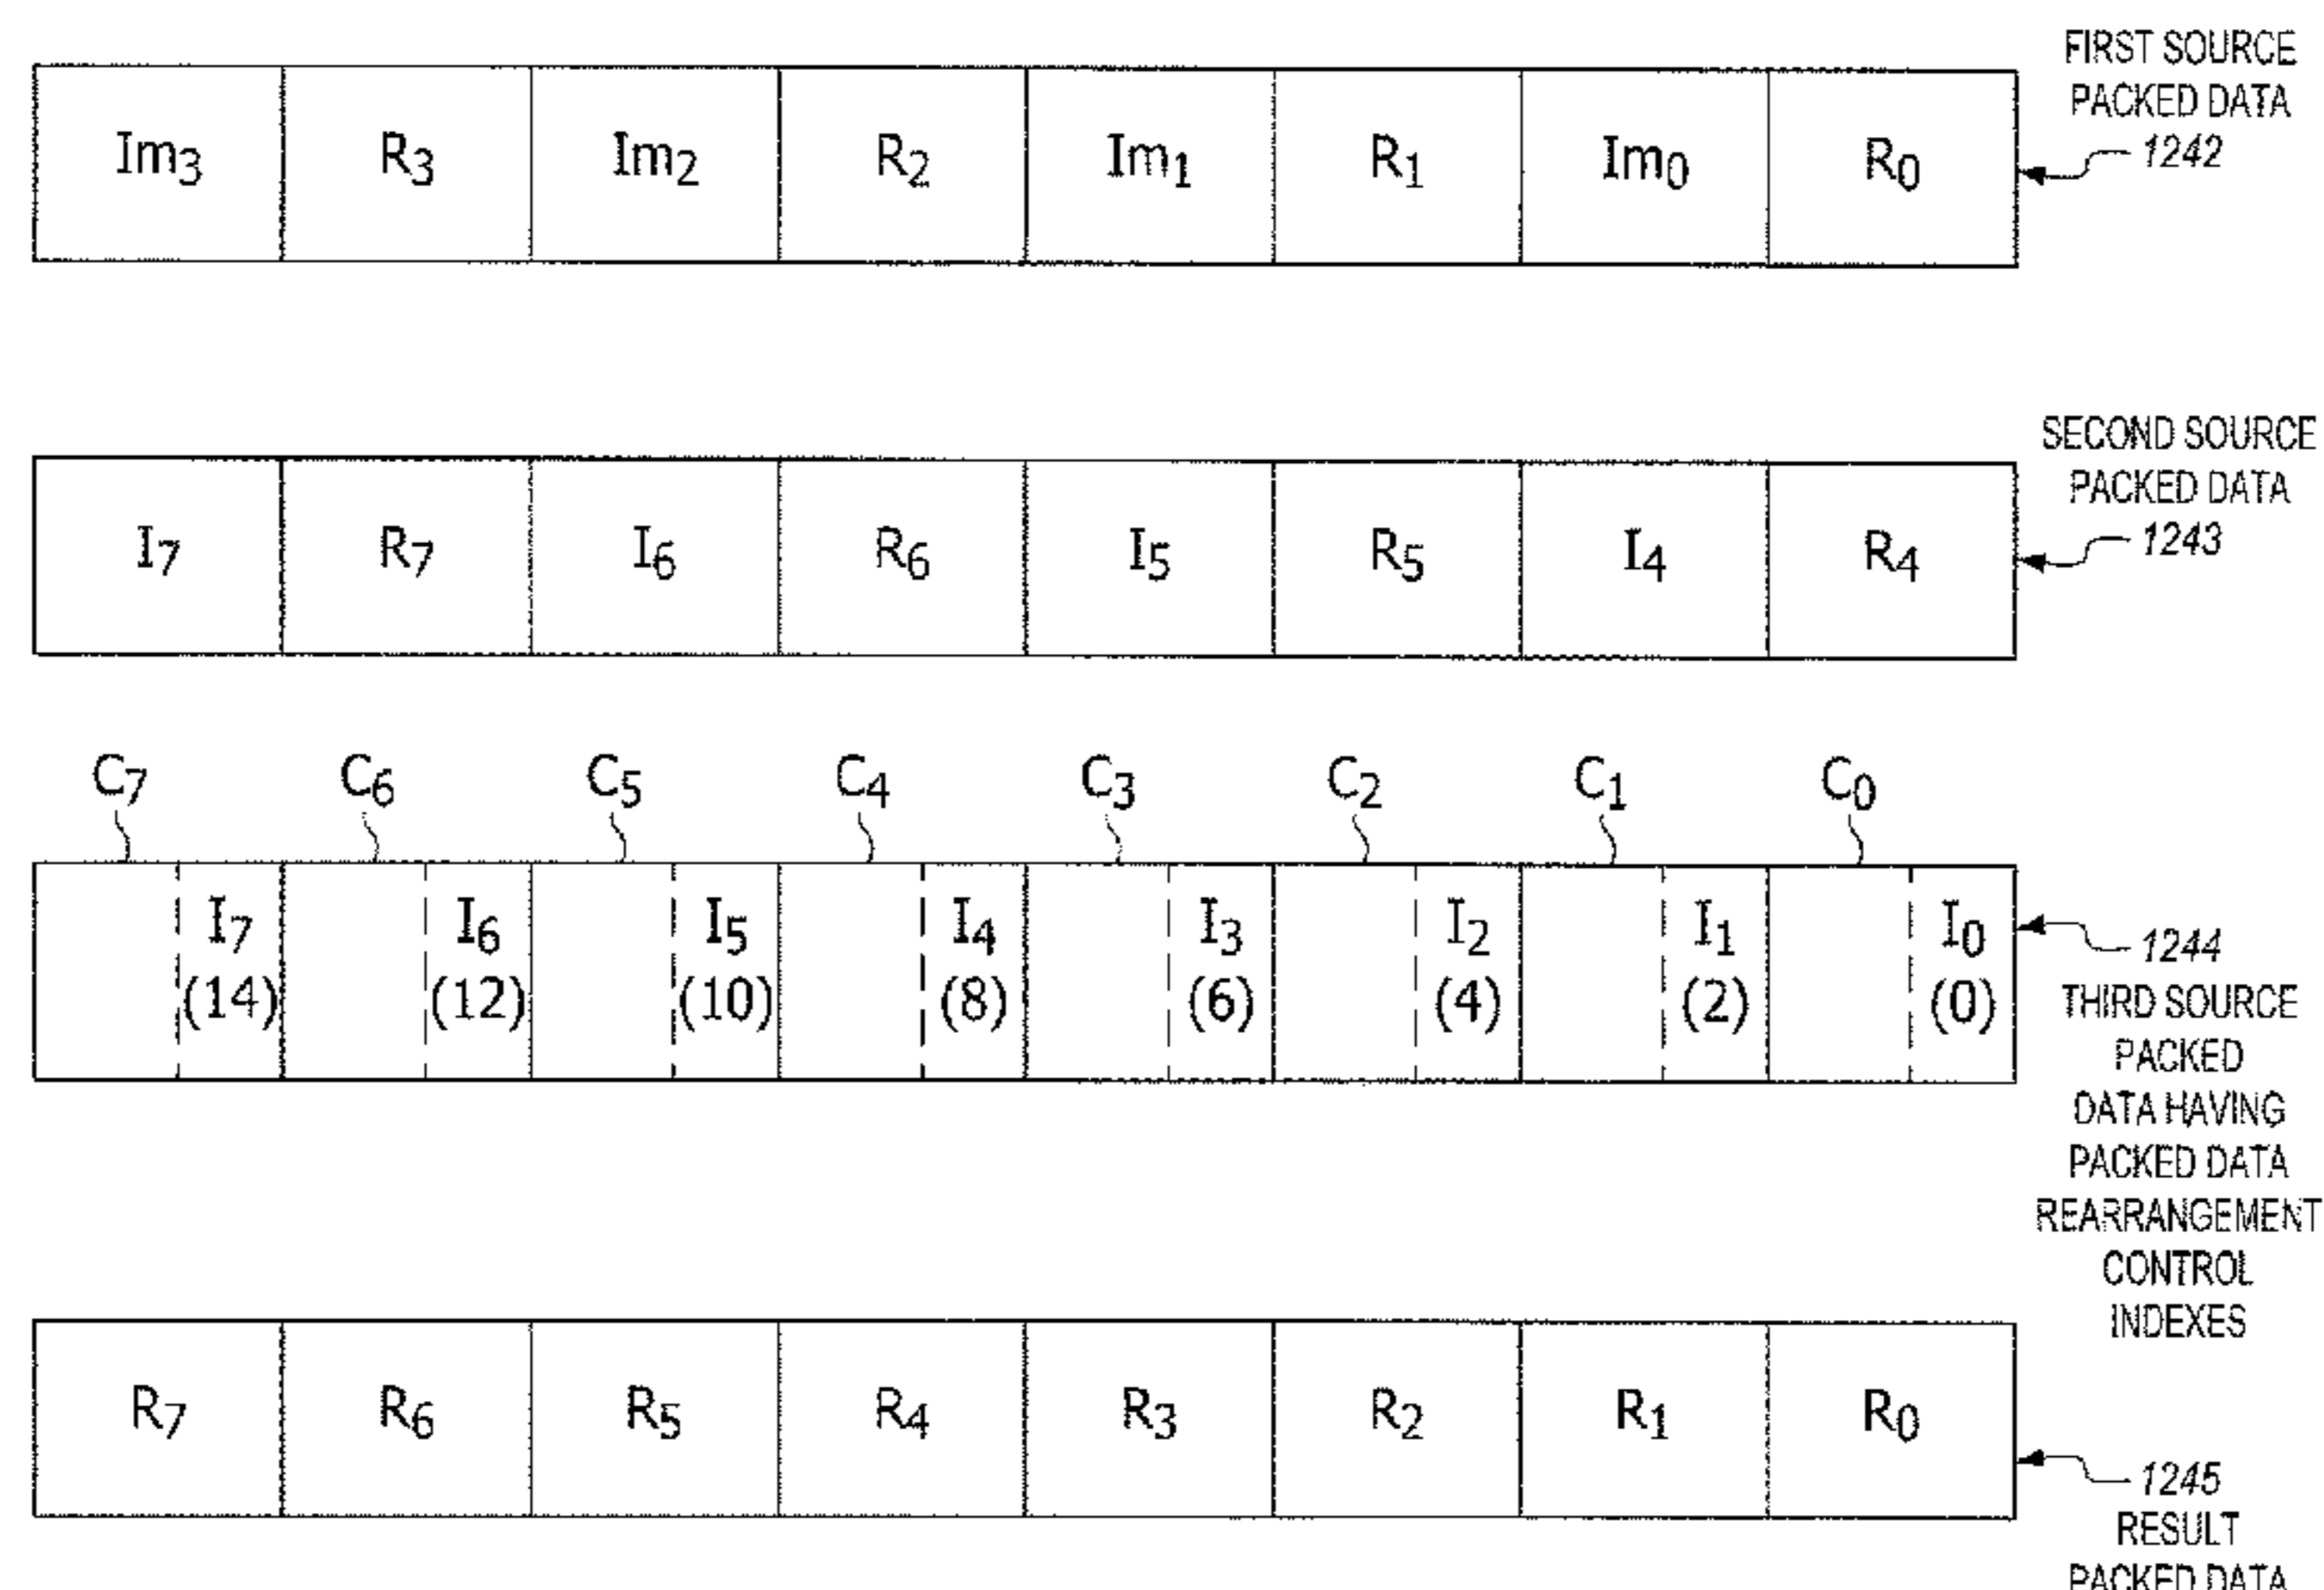 FIRST SOURCE
PACKED DATA
1242
Im3 R3 Im2 R2 Im1 R1 Im0 R0
SECOND SOURCE
PACKED DATA
1243
I7 R7 I6 R6 I5 R5 I4 R4
C7 C6 C5 C4 C3 C2 C1 C0
I7 I6 I5 I4 I3 I2 I1 I0
(14) (12) (10) (8) (6) (4) (2) (0)
1244
THIRD SOURCE
PACKED
DATA HAVING
PACKED DATA
REARRANGEMENT
CONTROL
INDEXES
R7 R6 R5 R4 R3 R2 R1 R0
1245
RESULT
PACKED DATA